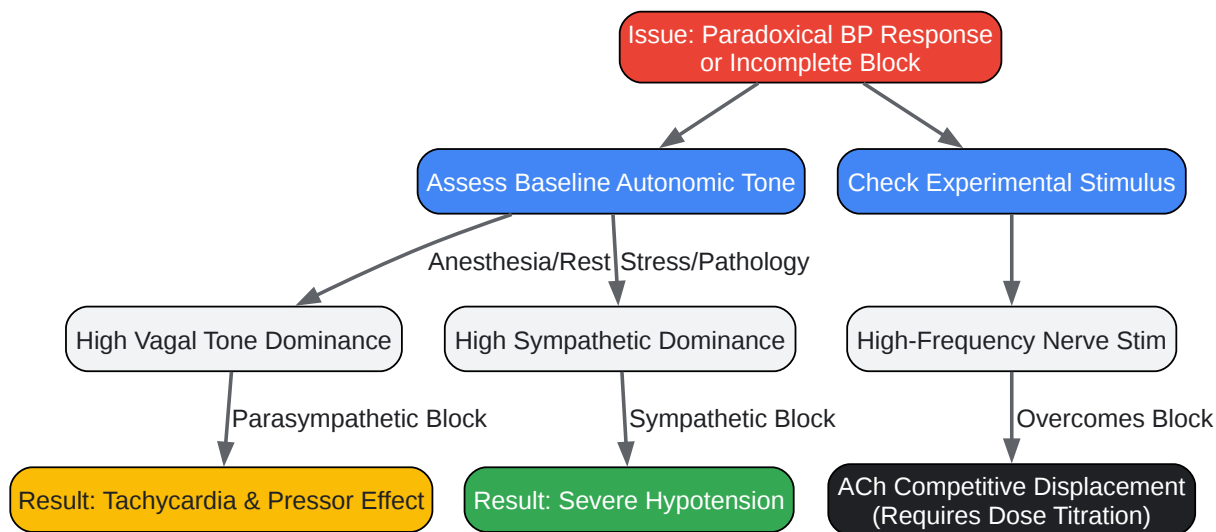 Issue: Paradoxical BP Response
or Incomplete Block
Assess Baseline Autonomic Tone
Check Experimental Stimulus
Anesthesia/Rest
Stress/Pathology
High Vagal Tone Dominance
High Sympathetic Dominance
High-Frequency Nerve Stim
Parasympathetic Block
Sympathetic Block
Overcomes Block
Result: Tachycardia & Pressor Effect
Result: Severe Hypotension
ACh Competitive Displacement
(Requires Dose Titration)